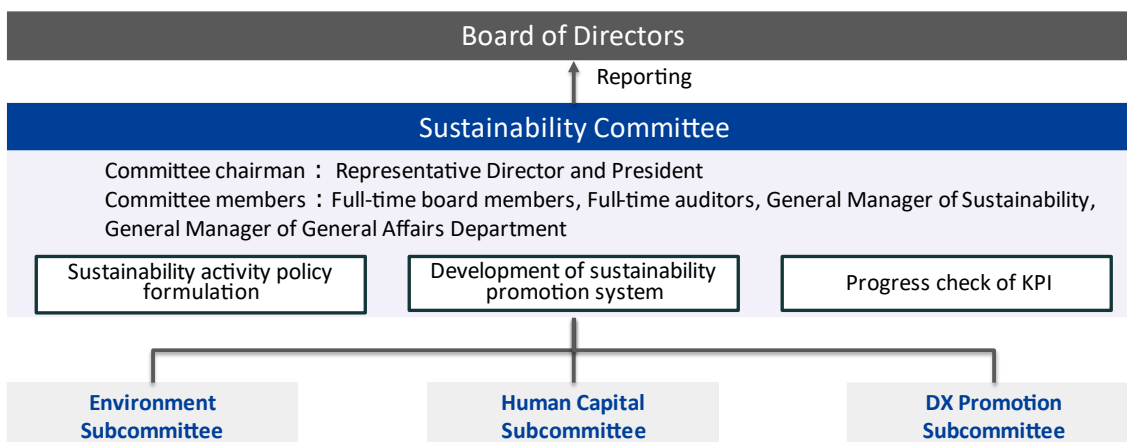 Board of Directors
Reporting
Sustainability Committee
Committee chairman： Representative Director and President
Committee members：Full-time board members, Full-time auditors, General Manager of Sustainability,
General Manager of General Affairs Department
Sustainability activity policy
formulation
Development of sustainability
promotion system
Progress check of KPI
Environment
Subcommittee
Human Capital
Subcommittee
DX Promotion
Subcommittee